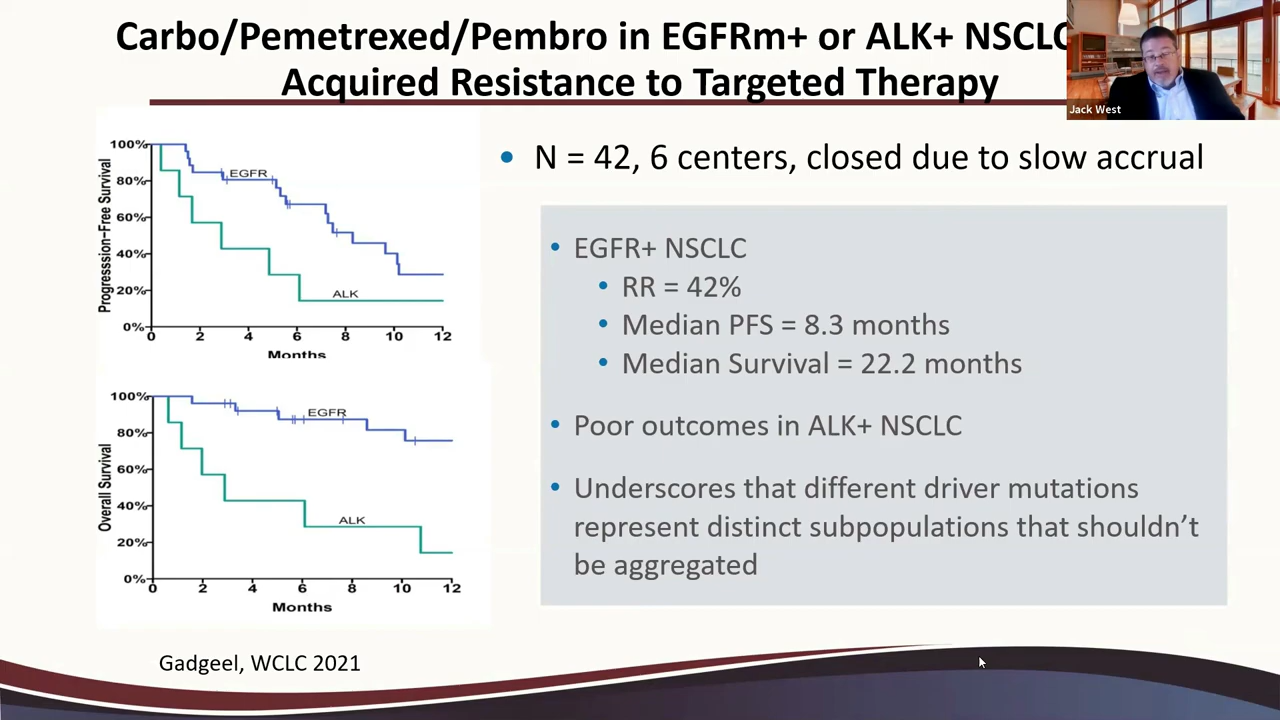 Carbo/Pemetrexed/Pembro in EGFRm+ or ALK+ NSCLC
Acquired Resistance to Targeted Therapy
Jack West
• N = 42, 6 centers, closed due to slow accrual
Progresssion-Free Survival
100%
80%
60%
40%
20%
0%
EGFR
ALK
0 2 4 6 8 10 12
Months
Overall Survival
100%
80%
60%
40%
20%
0%
EGFR
ALK
0 2 4 6 8 10 12
Months
• EGFR+ NSCLC
• RR = 42%
• Median PFS = 8.3 months
• Median Survival = 22.2 months
• Poor outcomes in ALK+ NSCLC
• Underscores that different driver mutations
represent distinct subpopulations that shouldn’t
be aggregated
Gadgeel, WCLC 2021